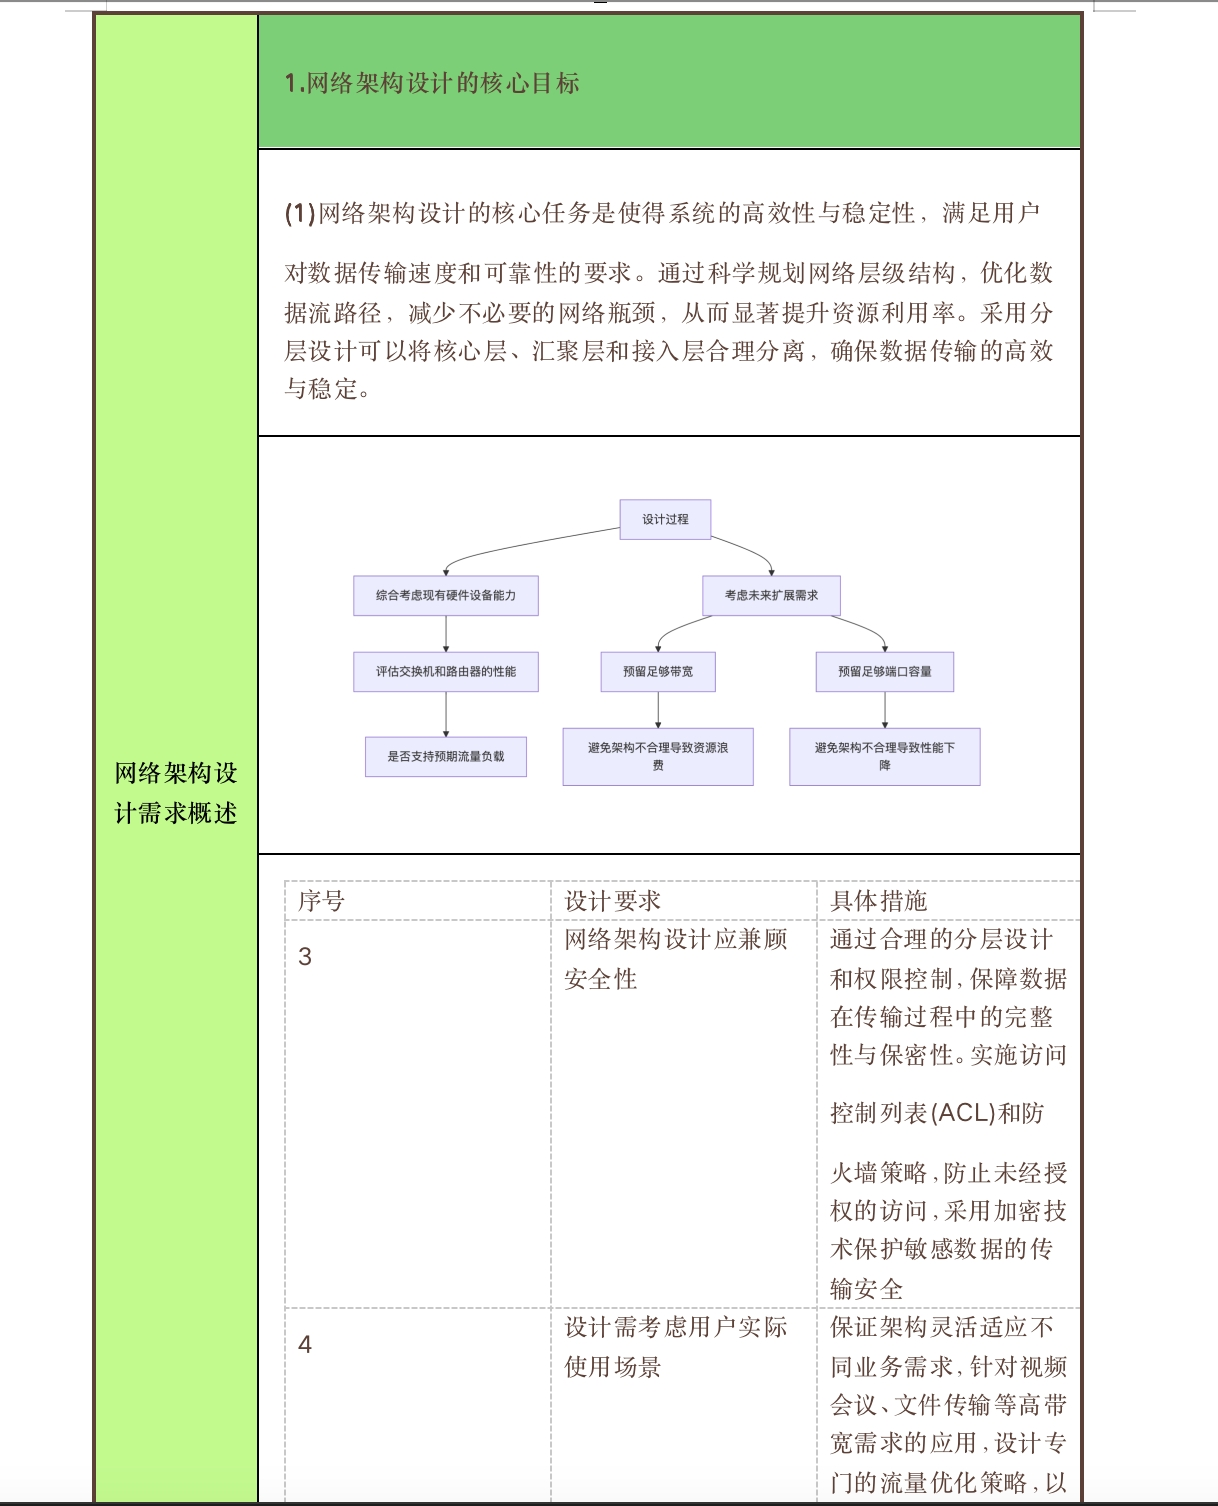 1.网络架构设计的核心目标
(1)网络架构设计的核心任务是使得系统的高效性与稳定性，满足用户
对数据传输速度和可靠性的要求。通过科学规划网络层级结构，优化数
据流路径，减少不必要的网络瓶颈，从而显著提升资源利用率。采用分
层设计可以将核心层、汇聚层和接入层合理分离，确保数据传输的高效
与稳定。
设计过程
综合考虑现有硬件设备能力
考虑未来扩展需求
评估交换机和路由器的性能
预留足够带宽
预留足够端口容量
是否支持预期流量负载
避免架构不合理导致资源浪
费
避免架构不合理导致性能下
降
网络架构设
计需求概述
序号
设计要求
具体措施
3
网络架构设计应兼顾
安全性
通过合理的分层设计
和权限控制，保障数据
在传输过程中的完整
性与保密性。实施访问
控制列表(ACL)和防
火墙策略，防止未经授
权的访问，采用加密技
术保护敏感数据的传
输安全
4
设计需考虑用户实际
使用场景
保证架构灵活适应不
同业务需求，针对视频
会议、文件传输等高带
宽需求的应用，设计专
门的流量优化策略，以